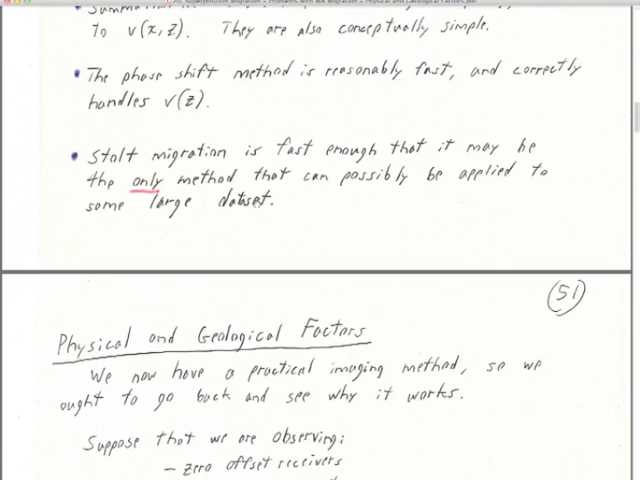 to v(x,z). They are also conceptually simple.
• The phase shift method is reasonably fast, and correctly
handles v(z).
• Stolt migration is fast enough that it may be
the only method that can possibly be applied to
some large dataset.
51
Physical and Geological Factors
We now have a practical imaging method, so we
ought to go back and see why it works.
Suppose that we are observing:
- zero offset receivers